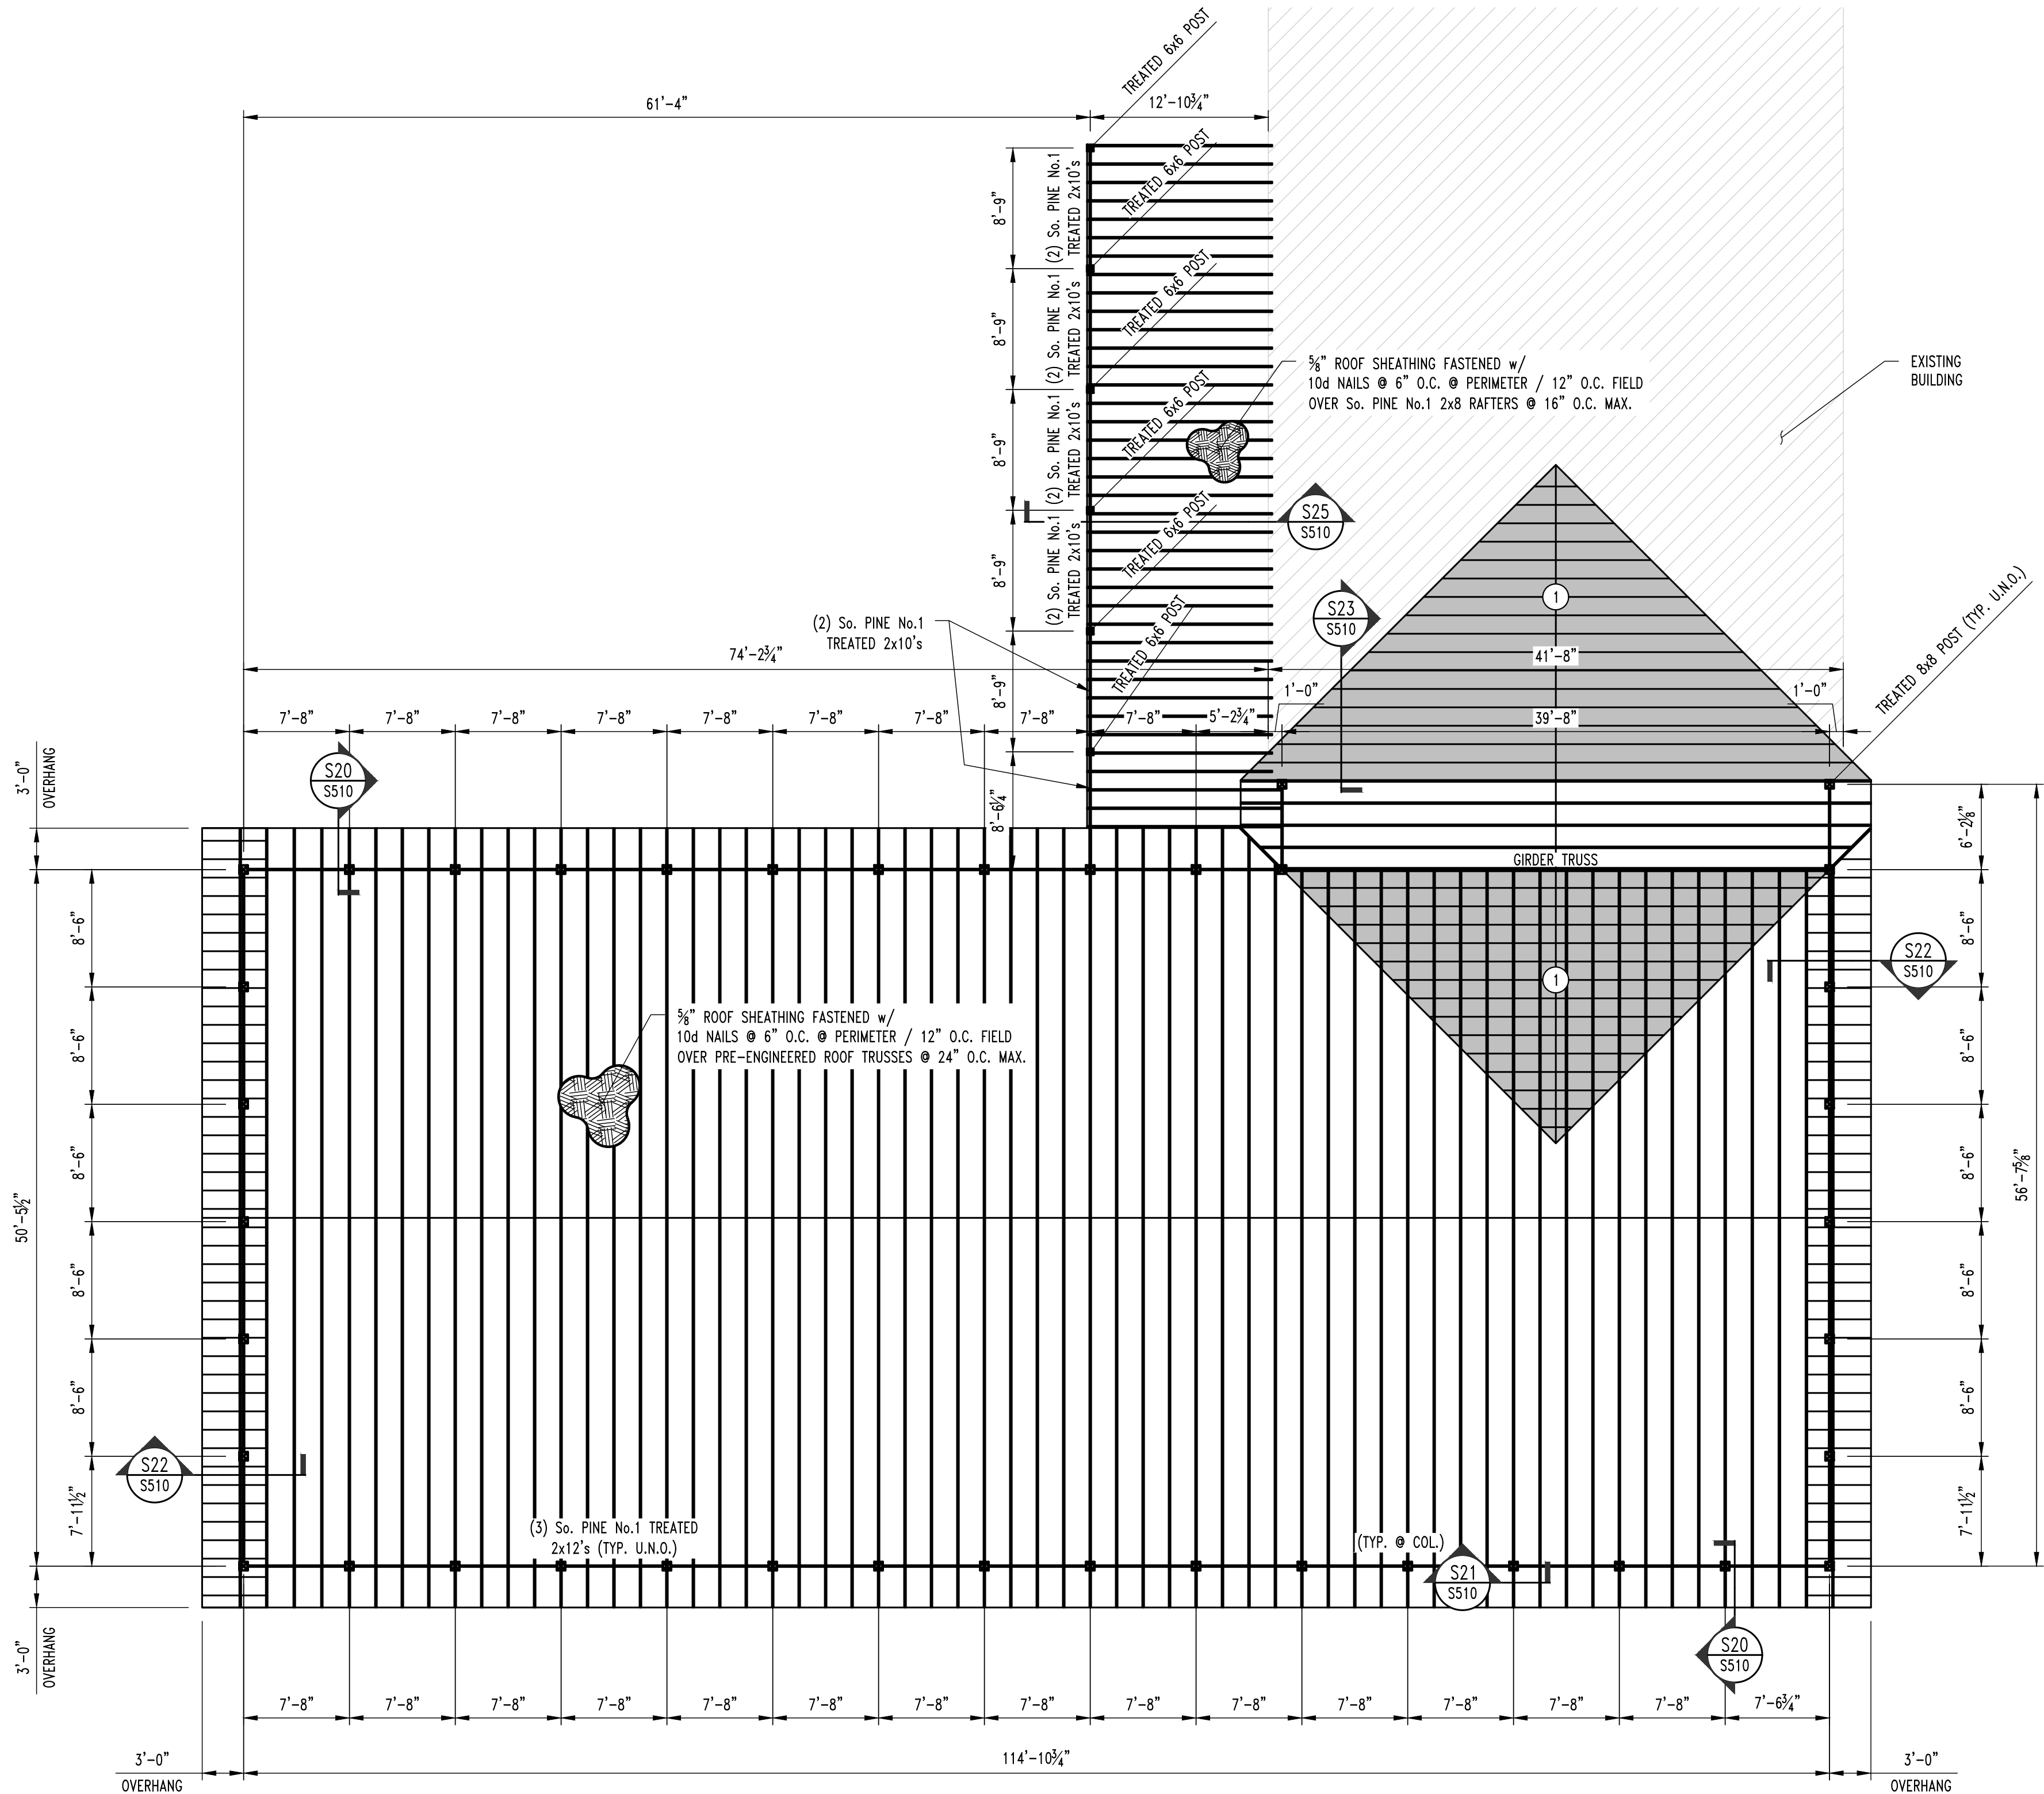 TREATED 6x6 POST
61'-4"
12'-10¾"
TREATED 6x6 POST
8'-9"
(2) So. PINE No.1
TREATED 2x10's
TREATED 6x6 POST
8'-9"
(2) So. PINE No.1
TREATED 2x10's
⅝" ROOF SHEATHING FASTENED w/
10d NAILS @ 6" O.C. @ PERIMETER / 12" O.C. FIELD
OVER So. PINE No.1 2x8 RAFTERS @ 16" O.C. MAX.
EXISTING
BUILDING
TREATED 6x6 POST
8'-9"
(2) So. PINE No.1
TREATED 2x10's
TREATED 6x6 POST
8'-9"
(2) So. PINE No.1
TREATED 2x10's
S25
S510
S23
S510
1
TREATED 8x8 POST (TYP. U.N.O.)
(2) So. PINE No.1
TREATED 2x10's
TREATED 6x6 POST
74'-2¾"
41'-8"
8'-9"
1'-0"
1'-0"
7'-8"
7'-8"
7'-8"
7'-8"
7'-8"
7'-8"
7'-8"
7'-8"
7'-8"
5'-2¾"
39'-8"
3'-0"
OVERHANG
S20
S510
8'-6¼"
6'-2⅛"
GIRDER TRUSS
8'-6"
8'-6"
S22
S510
1
⅝" ROOF SHEATHING FASTENED w/
10d NAILS @ 6" O.C. @ PERIMETER / 12" O.C. FIELD
OVER PRE-ENGINEERED ROOF TRUSSES @ 24" O.C. MAX.
8'-6"
8'-6"
8'-6"
8'-6"
50'-5½"
56'-7⅝"
8'-6"
8'-6"
8'-6"
8'-6"
S22
S510
7'-11½"
7'-11½"
(3) So. PINE No.1 TREATED
2x12's (TYP. U.N.O.)
(TYP. @ COL.)
S21
S510
3'-0"
OVERHANG
S20
S510
7'-8"
7'-8"
7'-8"
7'-8"
7'-8"
7'-8"
7'-8"
7'-8"
7'-8"
7'-8"
7'-8"
7'-8"
7'-8"
7'-8"
7'-6¾"
3'-0"
OVERHANG
114'-10¾"
3'-0"
OVERHANG